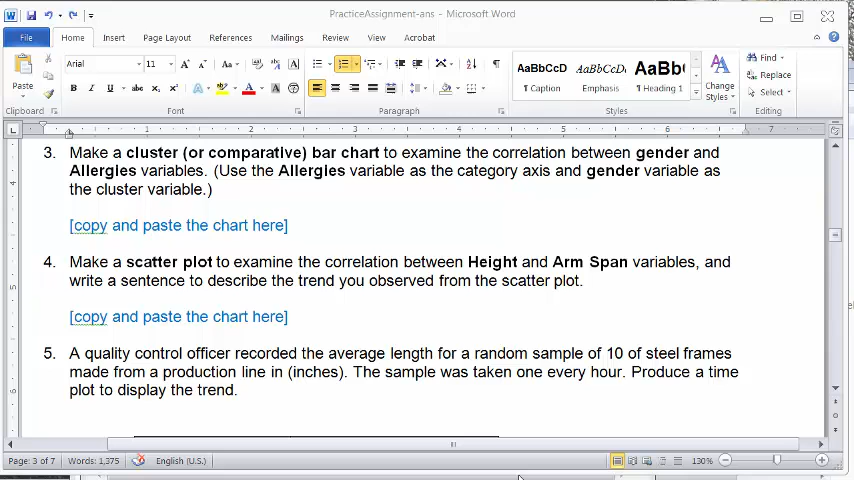 PracticeAssignment-ans - Microsoft Word
File Home Insert Page Layout References Mailings Review View Acrobat
Arial 11
Paste
Clipboard Font Paragraph Styles Editing
AaBbCcD AaBbCcD. AaBb(
¶ Caption Emphasis ¶ Heading 1
Change
Styles
Find
Replace
Select
1 2 3 4 5 6 7
3. Make a cluster (or comparative) bar chart to examine the correlation between gender and
Allergies variables. (Use the Allergies variable as the category axis and gender variable as
the cluster variable.)
[copy and paste the chart here]
4. Make a scatter plot to examine the correlation between Height and Arm Span variables, and
write a sentence to describe the trend you observed from the scatter plot.
[copy and paste the chart here]
5. A quality control officer recorded the average length for a random sample of 10 of steel frames
made from a production line in (inches). The sample was taken one every hour. Produce a time
plot to display the trend.
Page: 3 of 7 Words: 1,375 English (U.S.) 130%